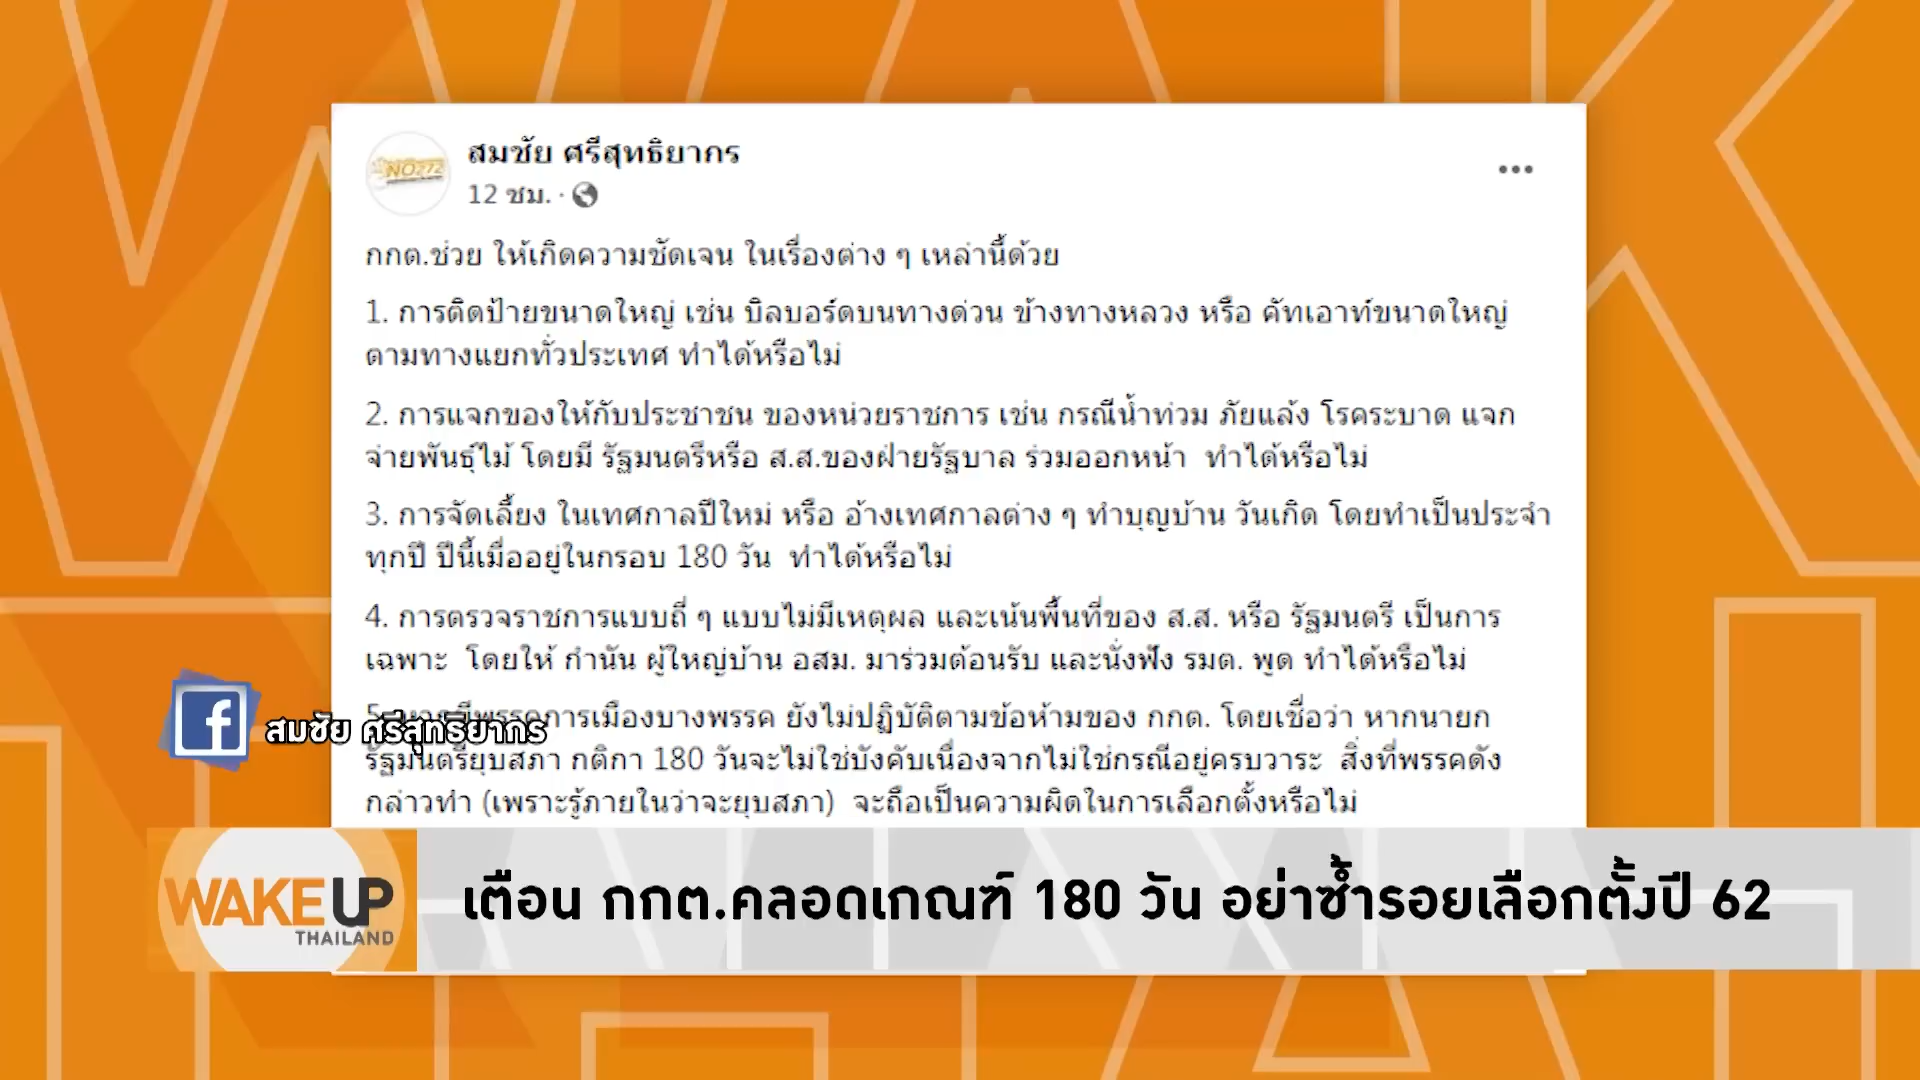 สมชัย ศรีสุทธิยากร
NO272
12 ชม.
กกต.ช่วย ให้เกิดความชัดเจน ในเรื่องต่าง ๆ เหล่านี้ด้วย
1. การติดป้ายขนาดใหญ่ เช่น บิลบอร์ดบนทางด่วน ข้างทางหลวง หรือ คัทเอาท์ขนาดใหญ่
ตามทางแยกทั่วประเทศ ทำได้หรือไม่
2. การแจกของให้กับประชาชน ของหน่วยราชการ เช่น กรณีน้ำท่วม ภัยแล้ง โรคระบาด แจก
จ่ายพันธุ์ไม้ โดยมี รัฐมนตรีหรือ ส.ส.ของฝ่ายรัฐบาล ร่วมออกหน้า ทำได้หรือไม่
3. การจัดเลี้ยง ในเทศกาลปีใหม่ หรือ อ้างเทศกาลต่าง ๆ ทำบุญบ้าน วันเกิด โดยทำเป็นประจำ
ทุกปี ปีนี้เมื่ออยู่ในกรอบ 180 วัน ทำได้หรือไม่
4. การตรวจราชการแบบถี่ ๆ แบบไม่มีเหตุผล และเน้นพื้นที่ของ ส.ส. หรือ รัฐมนตรี เป็นการ
เฉพาะ โดยให้ กำนัน ผู้ใหญ่บ้าน อสม. มาร่วมต้อนรับ และนั่งฟัง รมต. พูด ทำได้หรือไม่
5. พรรคการเมืองบางพรรค ยังไม่ปฏิบัติตามข้อห้ามของ กกต. โดยเชื่อว่า หากนายก
รัฐมนตรียุบสภา กติกา 180 วันจะไม่ใช่บังคับเนื่องจากไม่ใช่กรณีอยู่ครบวาระ สิ่งที่พรรคดัง
กล่าวทำ (เพราะรู้ภายในว่าจะยุบสภา) จะถือเป็นความผิดในการเลือกตั้งหรือไม่
f สมชัย ศรีสุทธิยากร
WAKE UP
THAILAND
เตือน กกต.คลอดเกณฑ์ 180 วัน อย่าซ้ำรอยเลือกตั้งปี 62